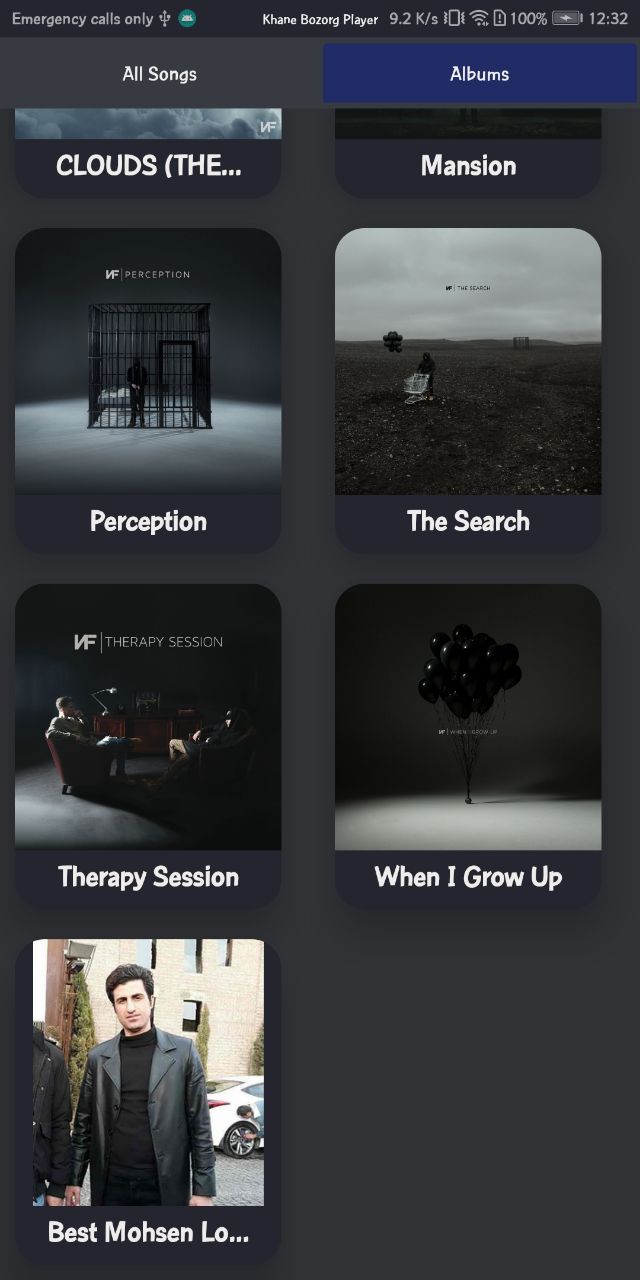 Emergency calls only
Khane Bozorg Player
9.2 K/s
100%
12:32
All Songs
Albums
NF
CLOUDS (THE...
Mansion
NF | PERCEPTION
NF | THE SEARCH
Perception
The Search
NF | THERAPY SESSION
NF | WHEN I GROW UP
Therapy Session
When I Grow Up
Best Mohsen Lo...